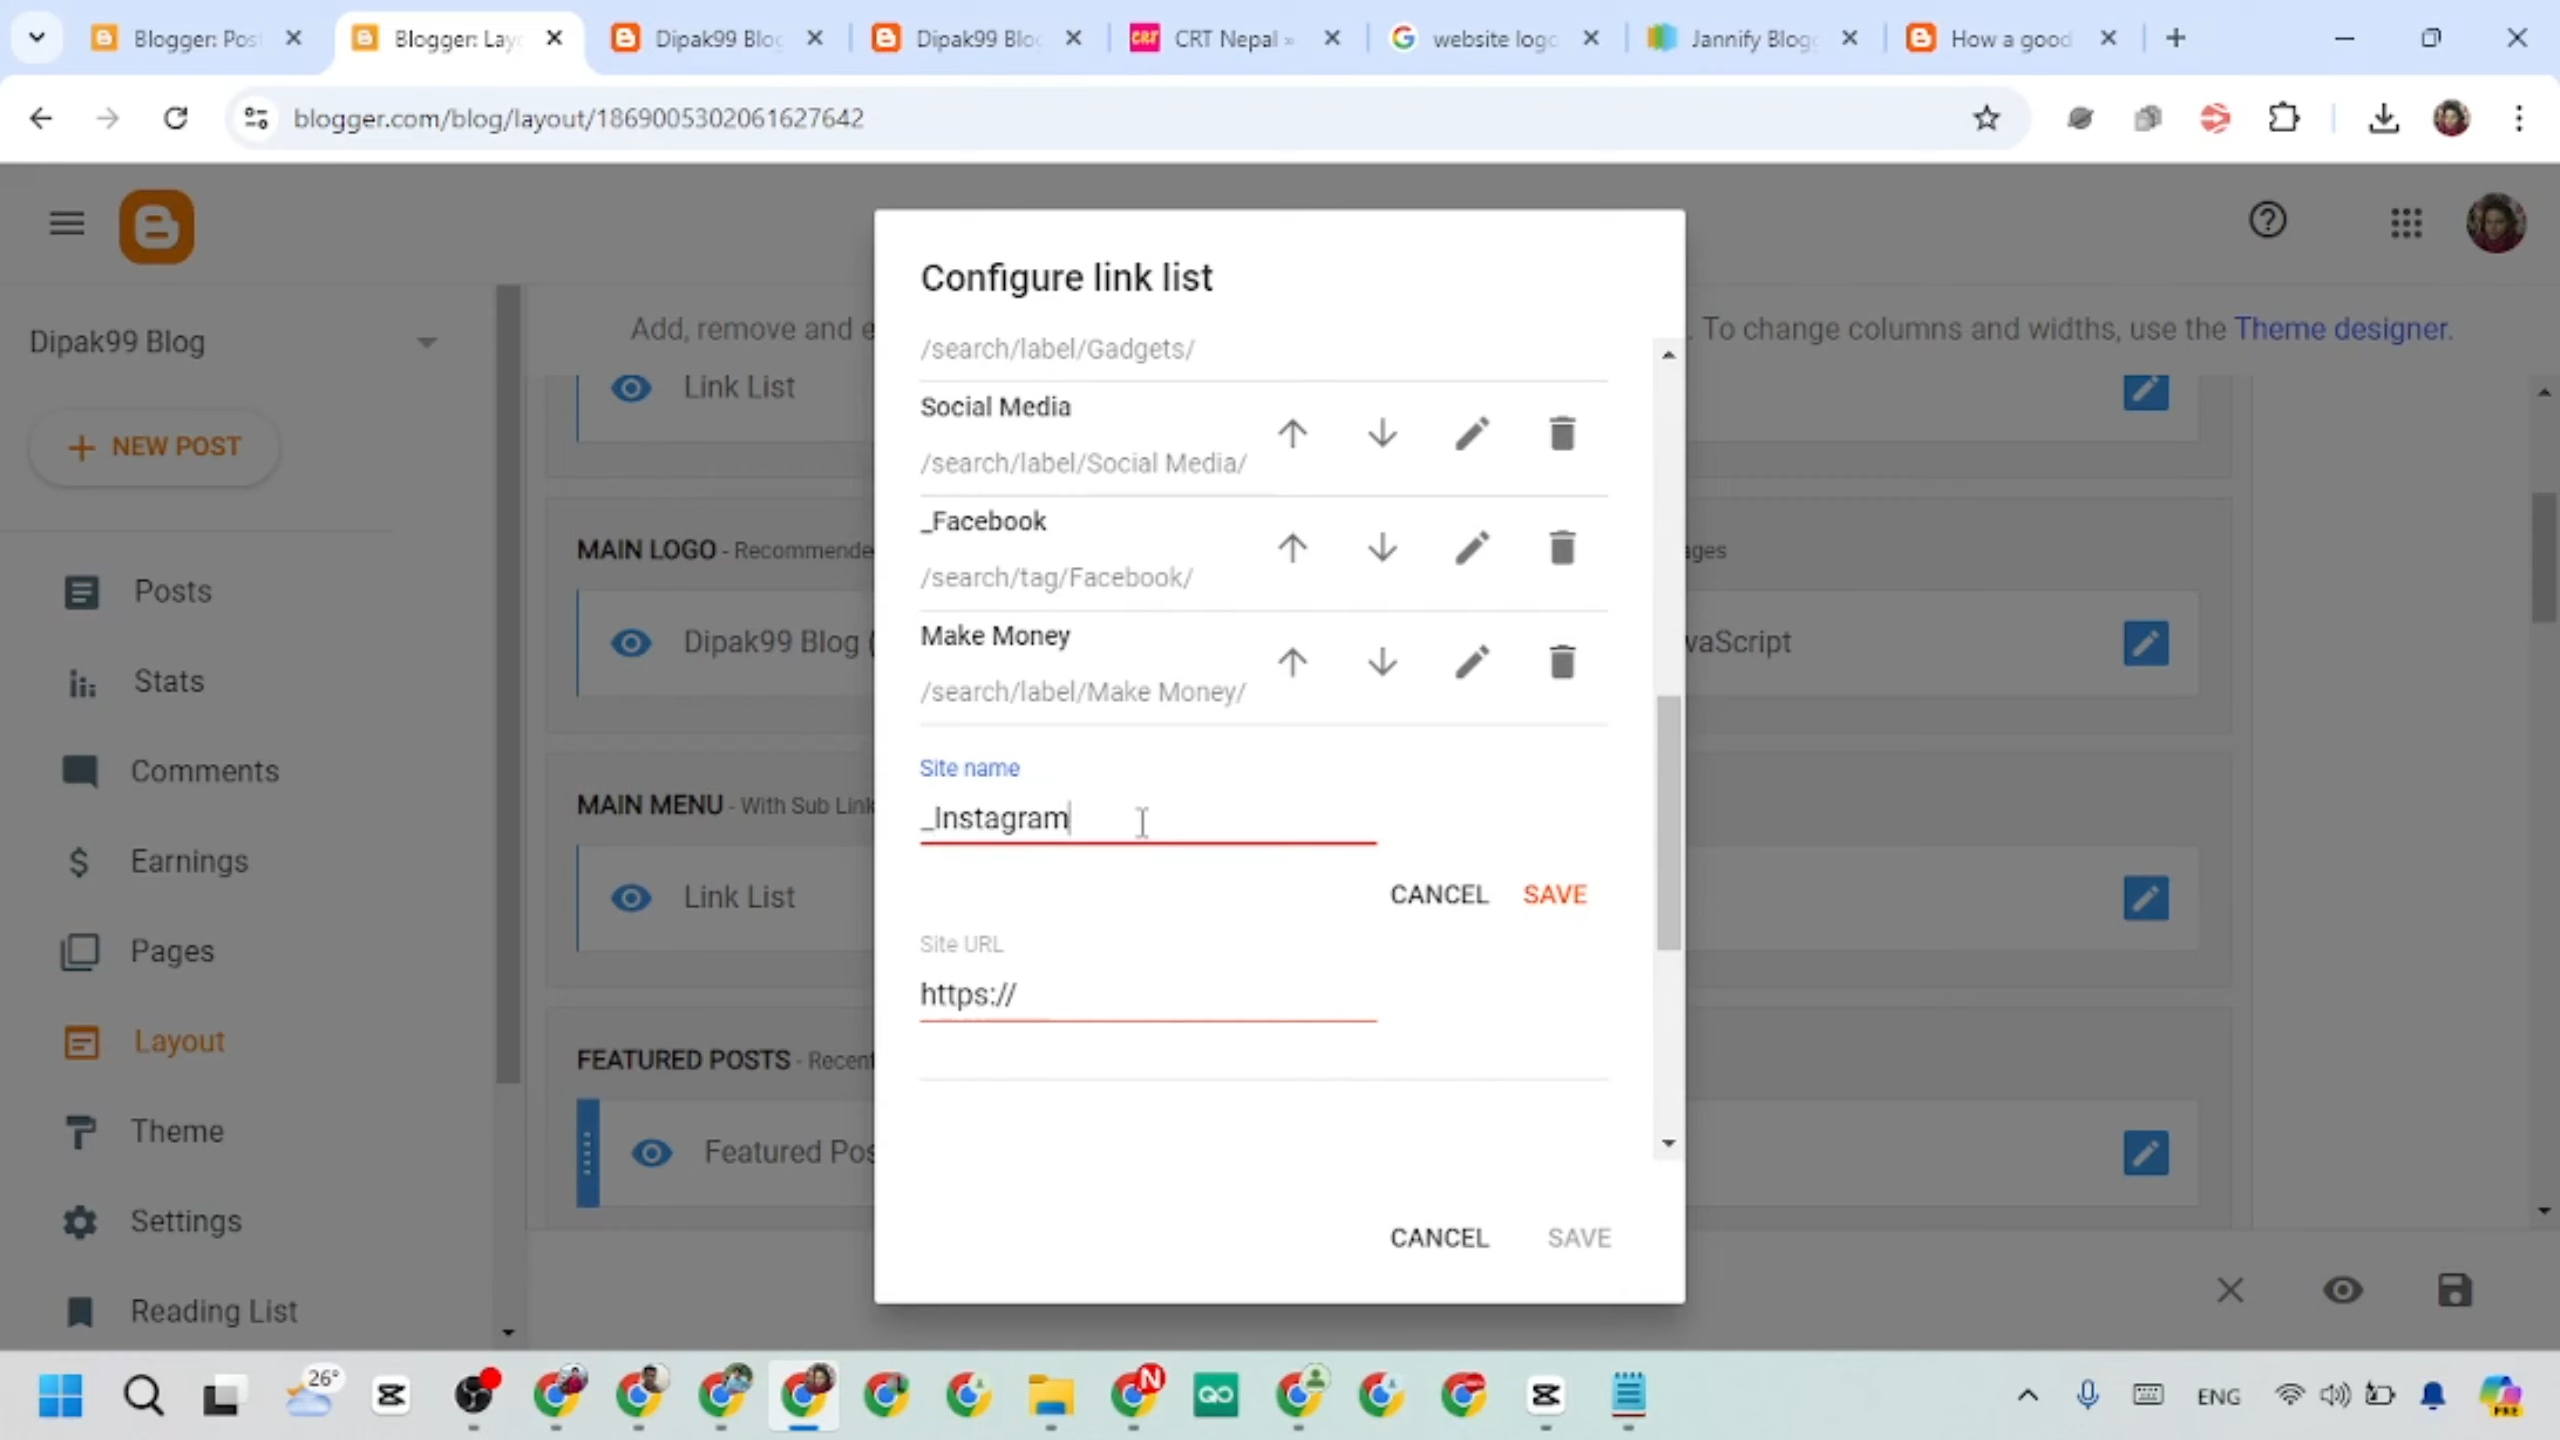 Blogger: Pos
Blogger: Lay
Dipak99 Blog
Dipak99 Blo
CRT Nepal »
website logo
Jannify Blog
How a good
blogger.com/blog/layout/1869005302061627642
Configure link list
/search/label/Gadgets/
Social Media
/search/label/Social Media/
_Facebook
/search/tag/Facebook/
Make Money
/search/label/Make Money/
Site name
_Instagram
CANCEL SAVE
Site URL
https://
CANCEL SAVE
Dipak99 Blog
NEW POST
Posts
Stats
Comments
Earnings
Pages
Layout
Theme
Settings
Reading List
Add, remove and e
. To change columns and widths, use the Theme designer.
Link List
MAIN LOGO - Recommende
ages
Dipak99 Blog (
vaScript
MAIN MENU - With Sub Link
Link List
FEATURED POSTS - Recent
Featured Pos
26°
ENG